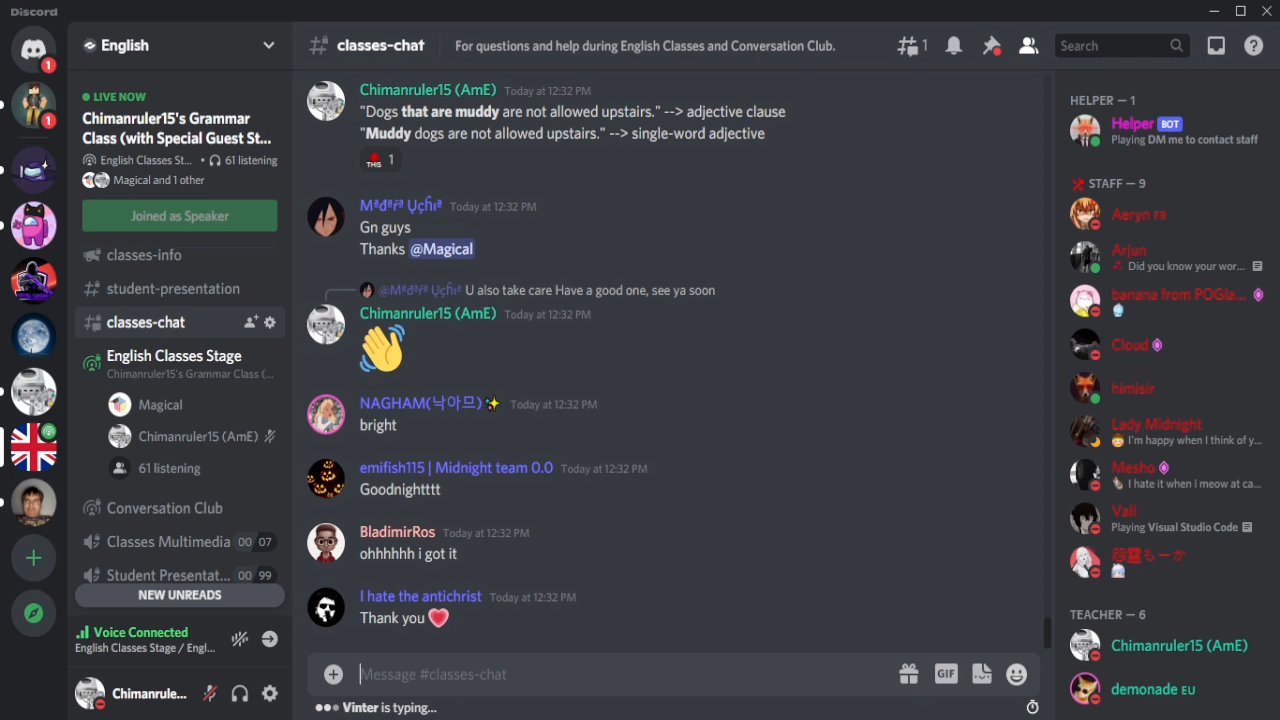 Discord
English
classes-chat
For questions and help during English Classes and Conversation Club.
1
Search
1
1
LIVE NOW
Chimanruler15's Grammar
Class (with Special Guest St...
English Classes St...
61 listening
Magical and 1 other
Joined as Speaker
classes-info
student-presentation
classes-chat
English Classes Stage
Chimanruler15's Grammar Class (...
Magical
Chimanruler15 (AmE)
61 listening
Conversation Club
Classes Multimedia 00 07
Student Presentat... 00 99
NEW UNREADS
Voice Connected
English Classes Stage / Engl...
Chimanrule...
Chimanruler15 (AmE) Today at 12:32 PM
"Dogs that are muddy are not allowed upstairs." --> adjective clause
"Muddy dogs are not allowed upstairs." --> single-word adjective
THIS 1
Today at 12:32 PM
Gn guys
Thanks @Magical
U also take care Have a good one, see ya soon
Chimanruler15 (AmE) Today at 12:32 PM
NAGHAM(낙아므)✨ Today at 12:32 PM
bright
emifish115 | Midnight team 0.0 Today at 12:32 PM
Goodnightttt
BladimirRos Today at 12:32 PM
ohhhhhh i got it
I hate the antichrist Today at 12:32 PM
Thank you
Message #classes-chat
GIF
Vinter is typing...
HELPER — 1
Helper BOT
Playing DM me to contact staff
STAFF — 9
Aeryn FR
Arjun
Did you know your wor...
banana from POGla...
Cloud
himisir
Lady Midnight
I'm happy when I think of y...
Mesho
I hate it when i meow at ca...
Vali
Playing Visual Studio Code
TEACHER — 6
Chimanruler15 (AmE)
demonade EU